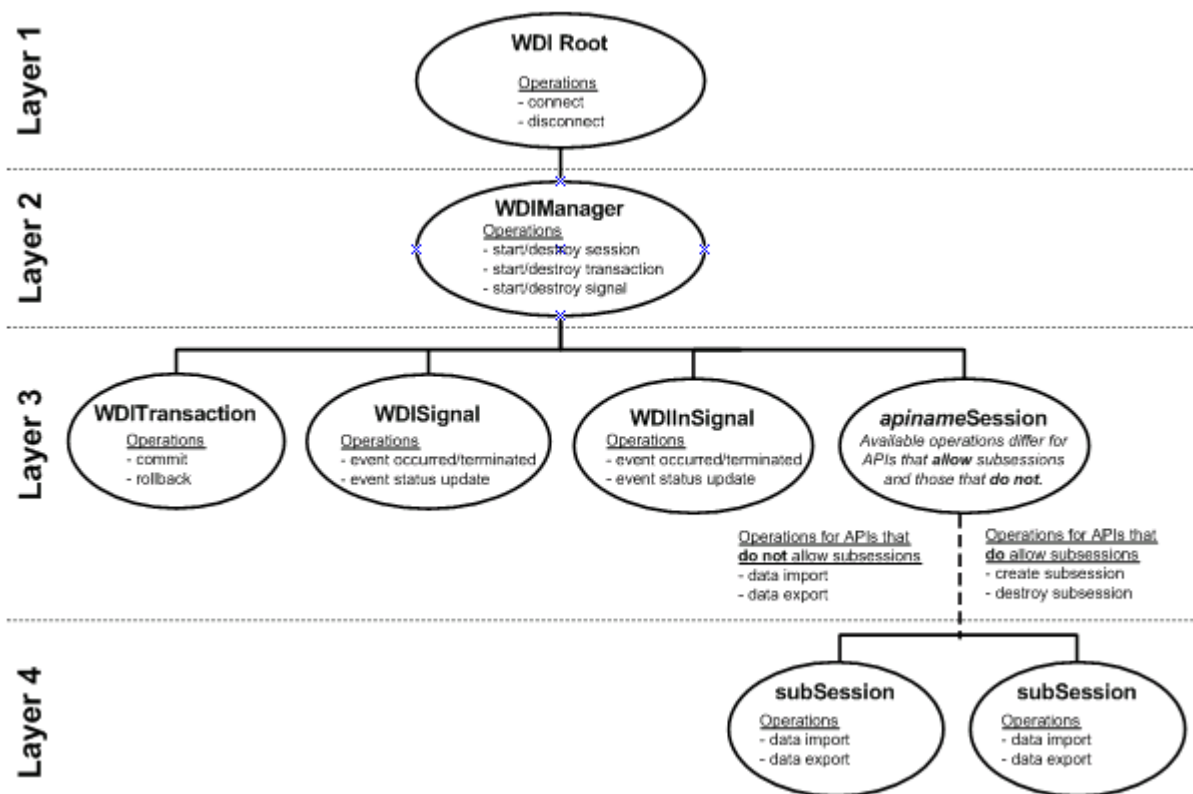 Layer 1
WDI Root
Operations
- connect
- disconnect
Layer 2
WDIManager
Operations
- start/destroy session
- start/destroy transaction
- start/destroy signal
Layer 3
WDITransaction
Operations
- commit
- rollback
WDISignal
Operations
- event occurred/terminated
- event status update
WDIInSignal
Operations
- event occurred/terminated
- event status update
apinameSession
Available operations differ for
APIs that allow subsessions
and those that do not.
Operations for APIs that
do not allow subsessions
- data import
- data export
Operations for APIs that
do allow subsessions
- create subsession
- destroy subsession
Layer 4
subSession
Operations
- data import
- data export
subSession
Operations
- data import
- data export